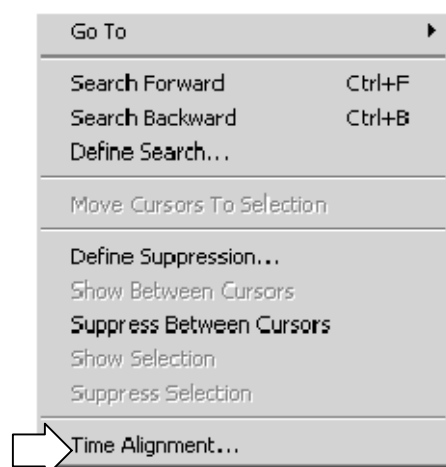 Go To
Search Forward Ctrl+F
Search Backward Ctrl+B
Define Search...
Move Cursors To Selection
Define Suppression...
Show Between Cursors
Suppress Between Cursors
Show Selection
Suppress Selection
Time Alignment...